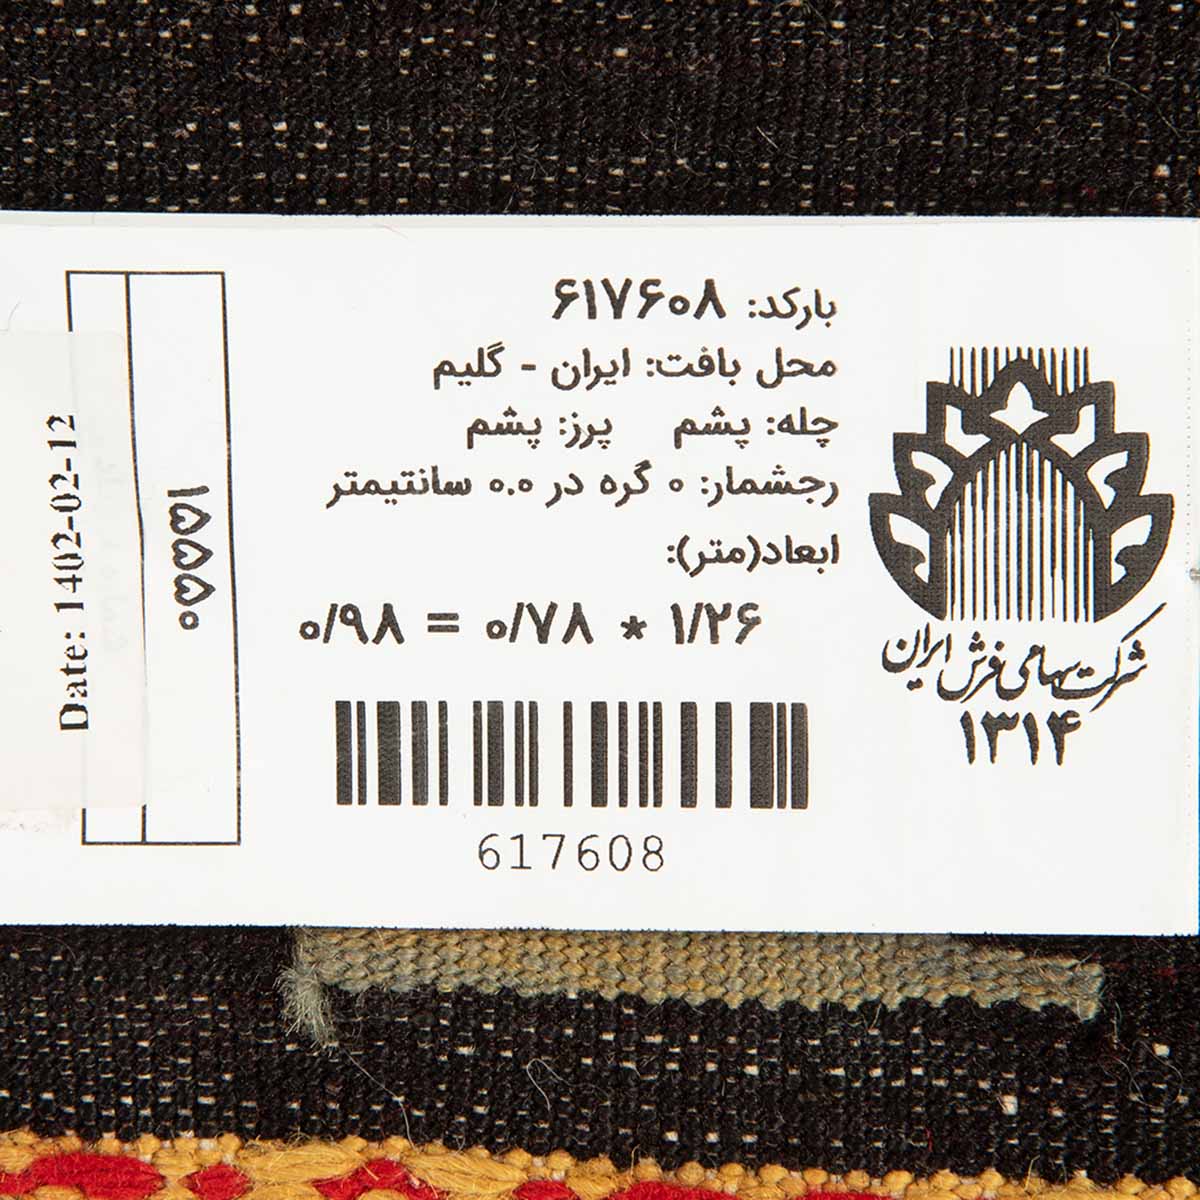 بارکد: ۶۱۷۶۰۸
محل بافت: ایران - گلیم
چله: پشم پرز: پشم
رجشمار: ۰ گره در ۰.۰ سانتیمتر
ابعاد(متر):
۰/۹۸ = ۰/۷۸ * ۱/۲۶
617608
شرکت سهامی فرش ایران
۱۳۱۴
۱۵۵۵۰
Date: 1402-02-12